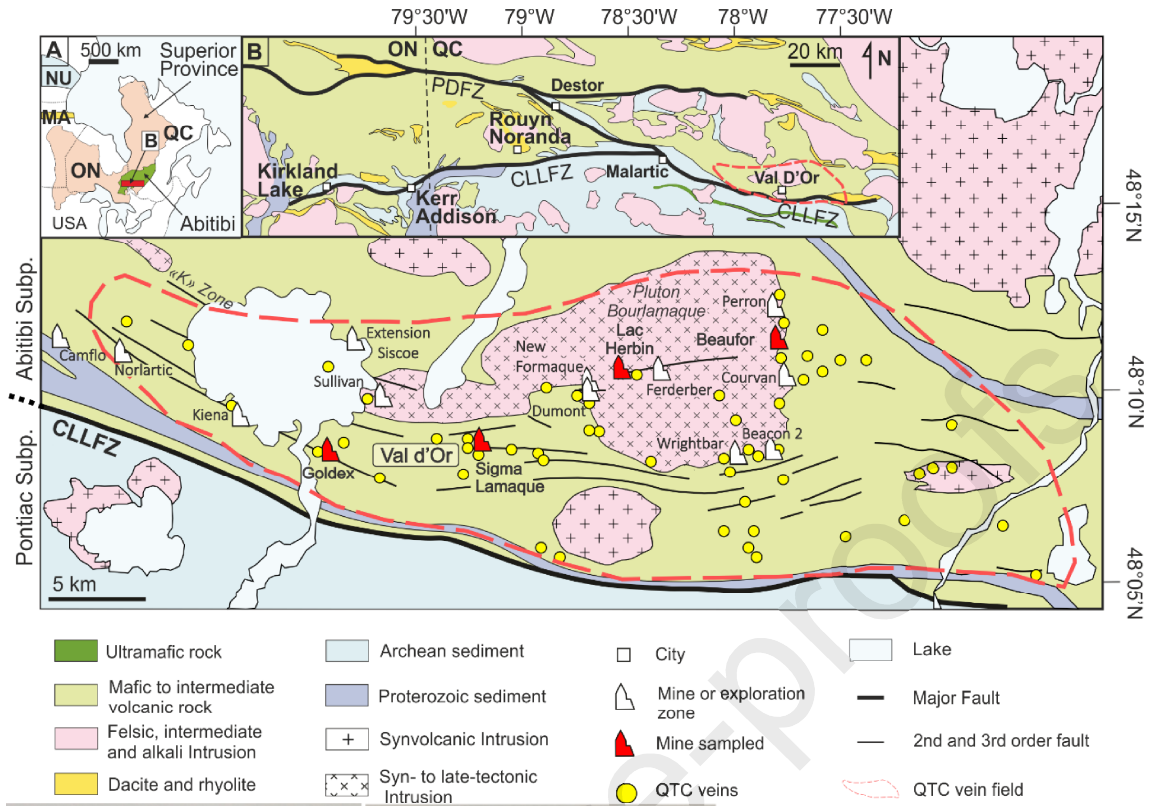 79°30'W
79°W
78°30'W
78°W
77°30'W
A
500 km
Superior
Province
NU
MA
B
QC
ON
USA
Abitibi
B
ON
QC
20 km
N
PDFZ
Destor
Rouyn
Noranda
Kirkland
Lake
CLLFZ
Malartic
Val D'Or
Kerr
Addison
CLLFZ
48°15'N
48°10'N
48°05'N
Abitibi Subp.
Pontiac Subp.
«K» Zone
Camflo
Norlartic
Extension
Siscoe
Sullivan
Kiena
CLLFZ
Goldex
Val d'Or
Sigma
Lamaque
New
Formaque
Dumont
Pluton
Bourlamaque
Lac
Herbin
Ferderber
Perron
Beaufor
Courvan
Wrightbar
Beacon 2
5 km
e-proofs
Ultramafic rock
Mafic to intermediate
volcanic rock
Felsic, intermediate
and alkali Intrusion
Dacite and rhyolite
Archean sediment
Proterozoic sediment
Synvolcanic Intrusion
Syn- to late-tectonic
Intrusion
City
Mine or exploration
zone
Mine sampled
QTC veins
Lake
Major Fault
2nd and 3rd order fault
QTC vein field